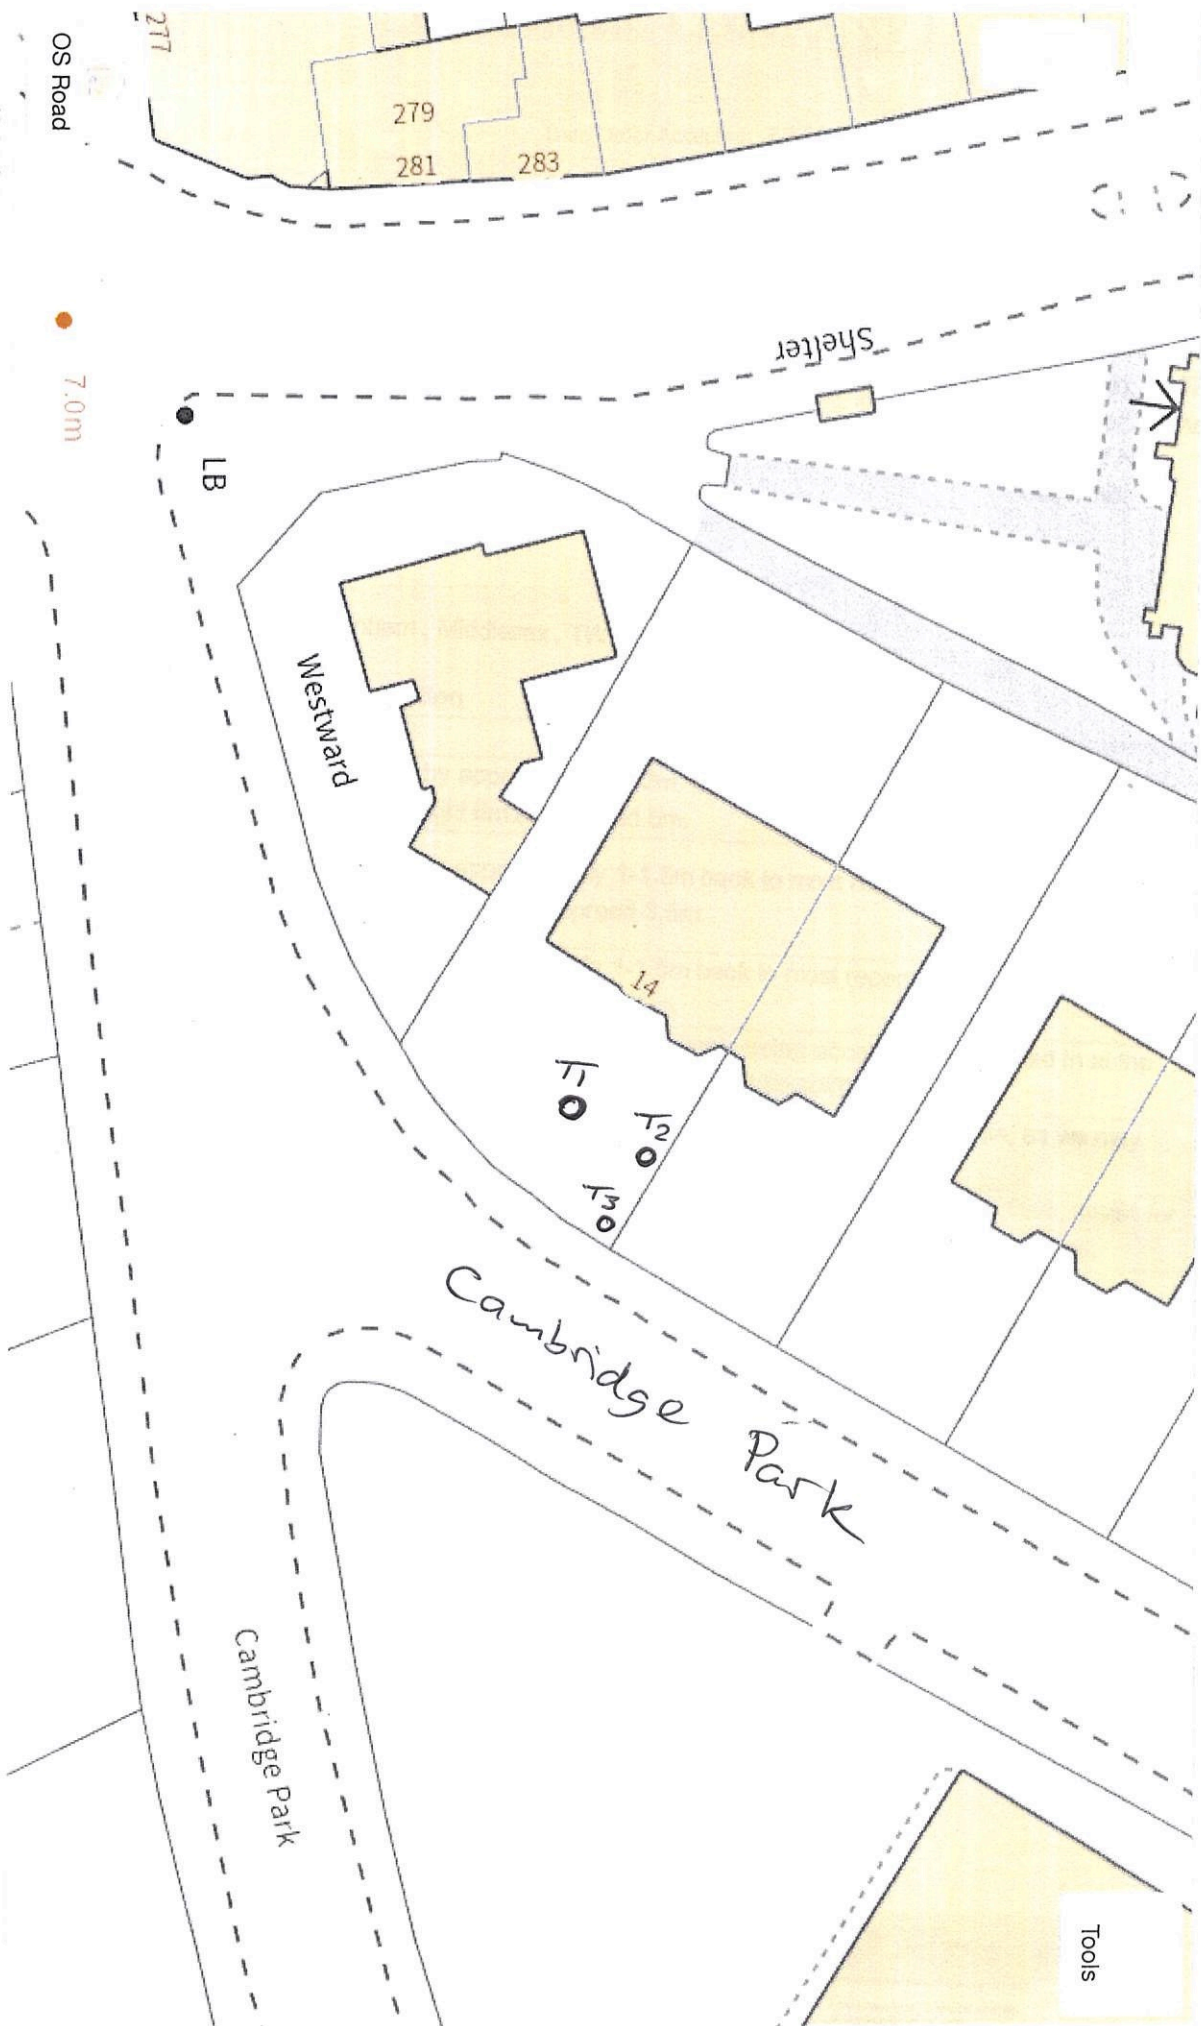 277
OS Road
279
281
283
Shelter
7.0m
LB
Westward
14
T1
T2
T3
Cambridge Park
Cambridge Park
Tools